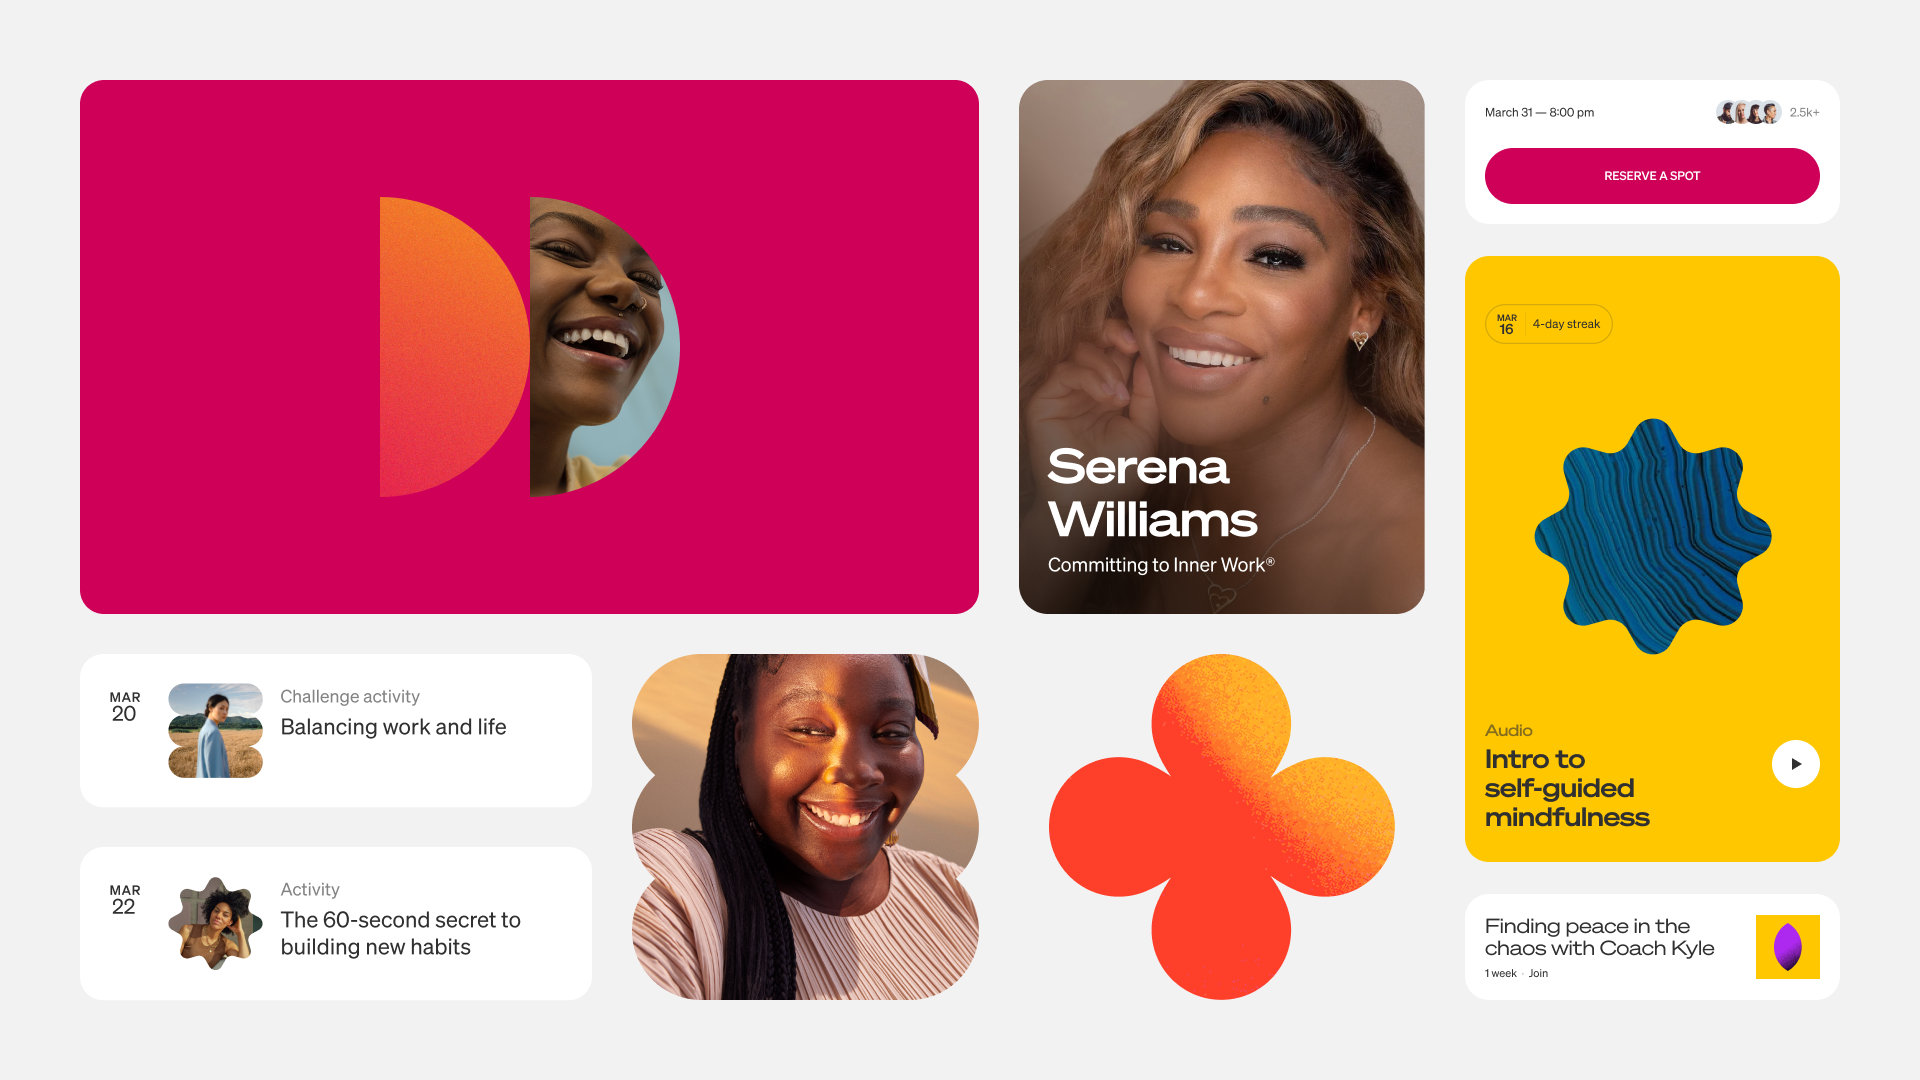 Serena
Williams
Committing to Inner Work®
March 31 — 8:00 pm
2.5k+
RESERVE A SPOT
MAR
16
4-day streak
Audio
Intro to
self-guided
mindfulness
MAR
20
Challenge activity
Balancing work and life
MAR
22
Activity
The 60-second secret to
building new habits
Finding peace in the
chaos with Coach Kyle
1 week · Join